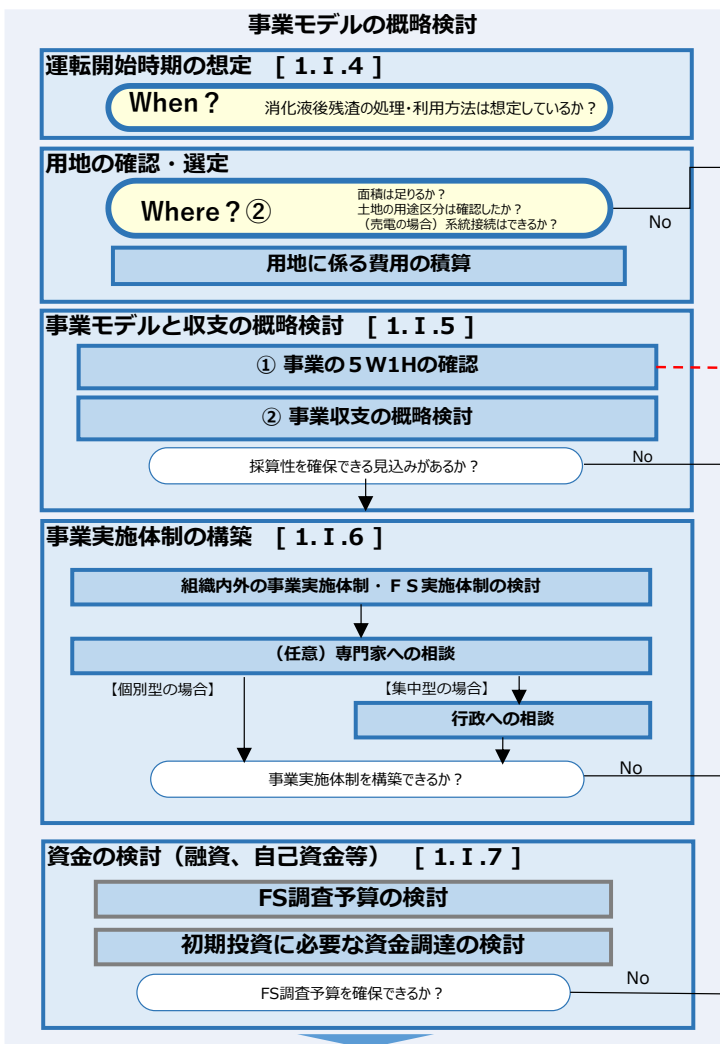 事業モデルの概略検討
運転開始時期の想定 [ 1.Ⅰ.4 ]
When？ 消化液後残渣の処理・利用方法は想定しているか？
用地の確認・選定
Where？② 面積は足りるか？
土地の用途区分は確認したか？
（売電の場合）系統接続はできるか？
No
用地に係る費用の積算
事業モデルと収支の概略検討 [ 1.Ⅰ.5 ]
① 事業の５W1Hの確認
② 事業収支の概略検討
採算性を確保できる見込みがあるか？
No
事業実施体制の構築 [ 1.Ⅰ.6 ]
組織内外の事業実施体制・ＦＳ実施体制の検討
（任意）専門家への相談
【個別型の場合】 【集中型の場合】
行政への相談
事業実施体制を構築できるか？
No
資金の検討（融資、自己資金等） [ 1.Ⅰ.7 ]
FS調査予算の検討
初期投資に必要な資金調達の検討
FS調査予算を確保できるか？
No